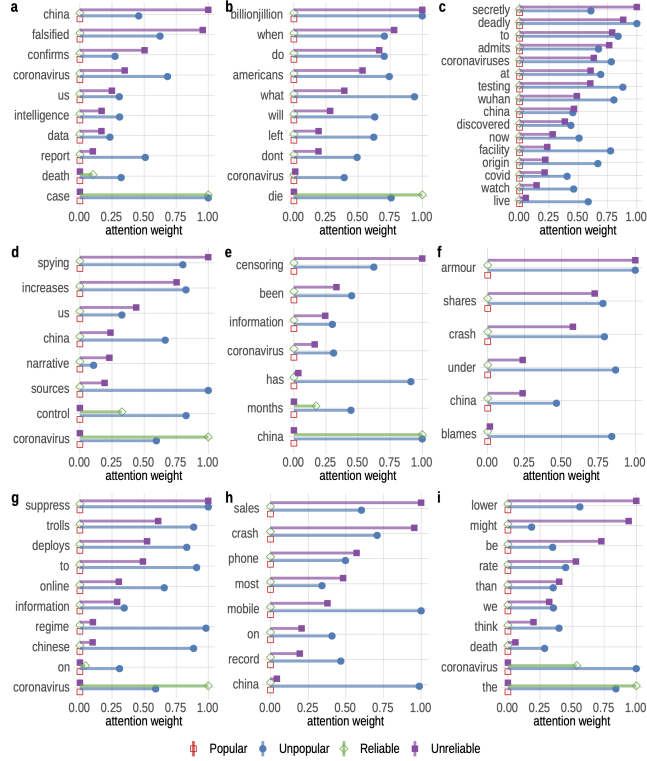 a
china
falsified
confirms
coronavirus
us
intelligence
data
report
death
case
0.00 0.25 0.50 0.75 1.00
attention weight
b
billionjillion
when
do
americans
what
will
left
dont
coronavirus
die
0.00 0.25 0.50 0.75 1.00
attention weight
c
secretly
deadly
to
admits
coronaviruses
at
testing
wuhan
china
discovered
now
facility
origin
covid
watch
live
0.00 0.25 0.50 0.75 1.00
attention weight
d
spying
increases
us
china
narrative
sources
control
coronavirus
0.00 0.25 0.50 0.75 1.00
attention weight
e
censoring
been
information
coronavirus
has
months
china
0.00 0.25 0.50 0.75 1.00
attention weight
f
armour
shares
crash
under
china
blames
0.00 0.25 0.50 0.75 1.00
attention weight
g
suppress
trolls
deploys
to
online
information
regime
chinese
on
coronavirus
0.00 0.25 0.50 0.75 1.00
attention weight
h
sales
crash
phone
most
mobile
on
record
china
0.00 0.25 0.50 0.75 1.00
attention weight
i
lower
might
be
rate
than
we
think
death
coronavirus
the
0.00 0.25 0.50 0.75 1.00
attention weight
Popular Unpopular Reliable Unreliable